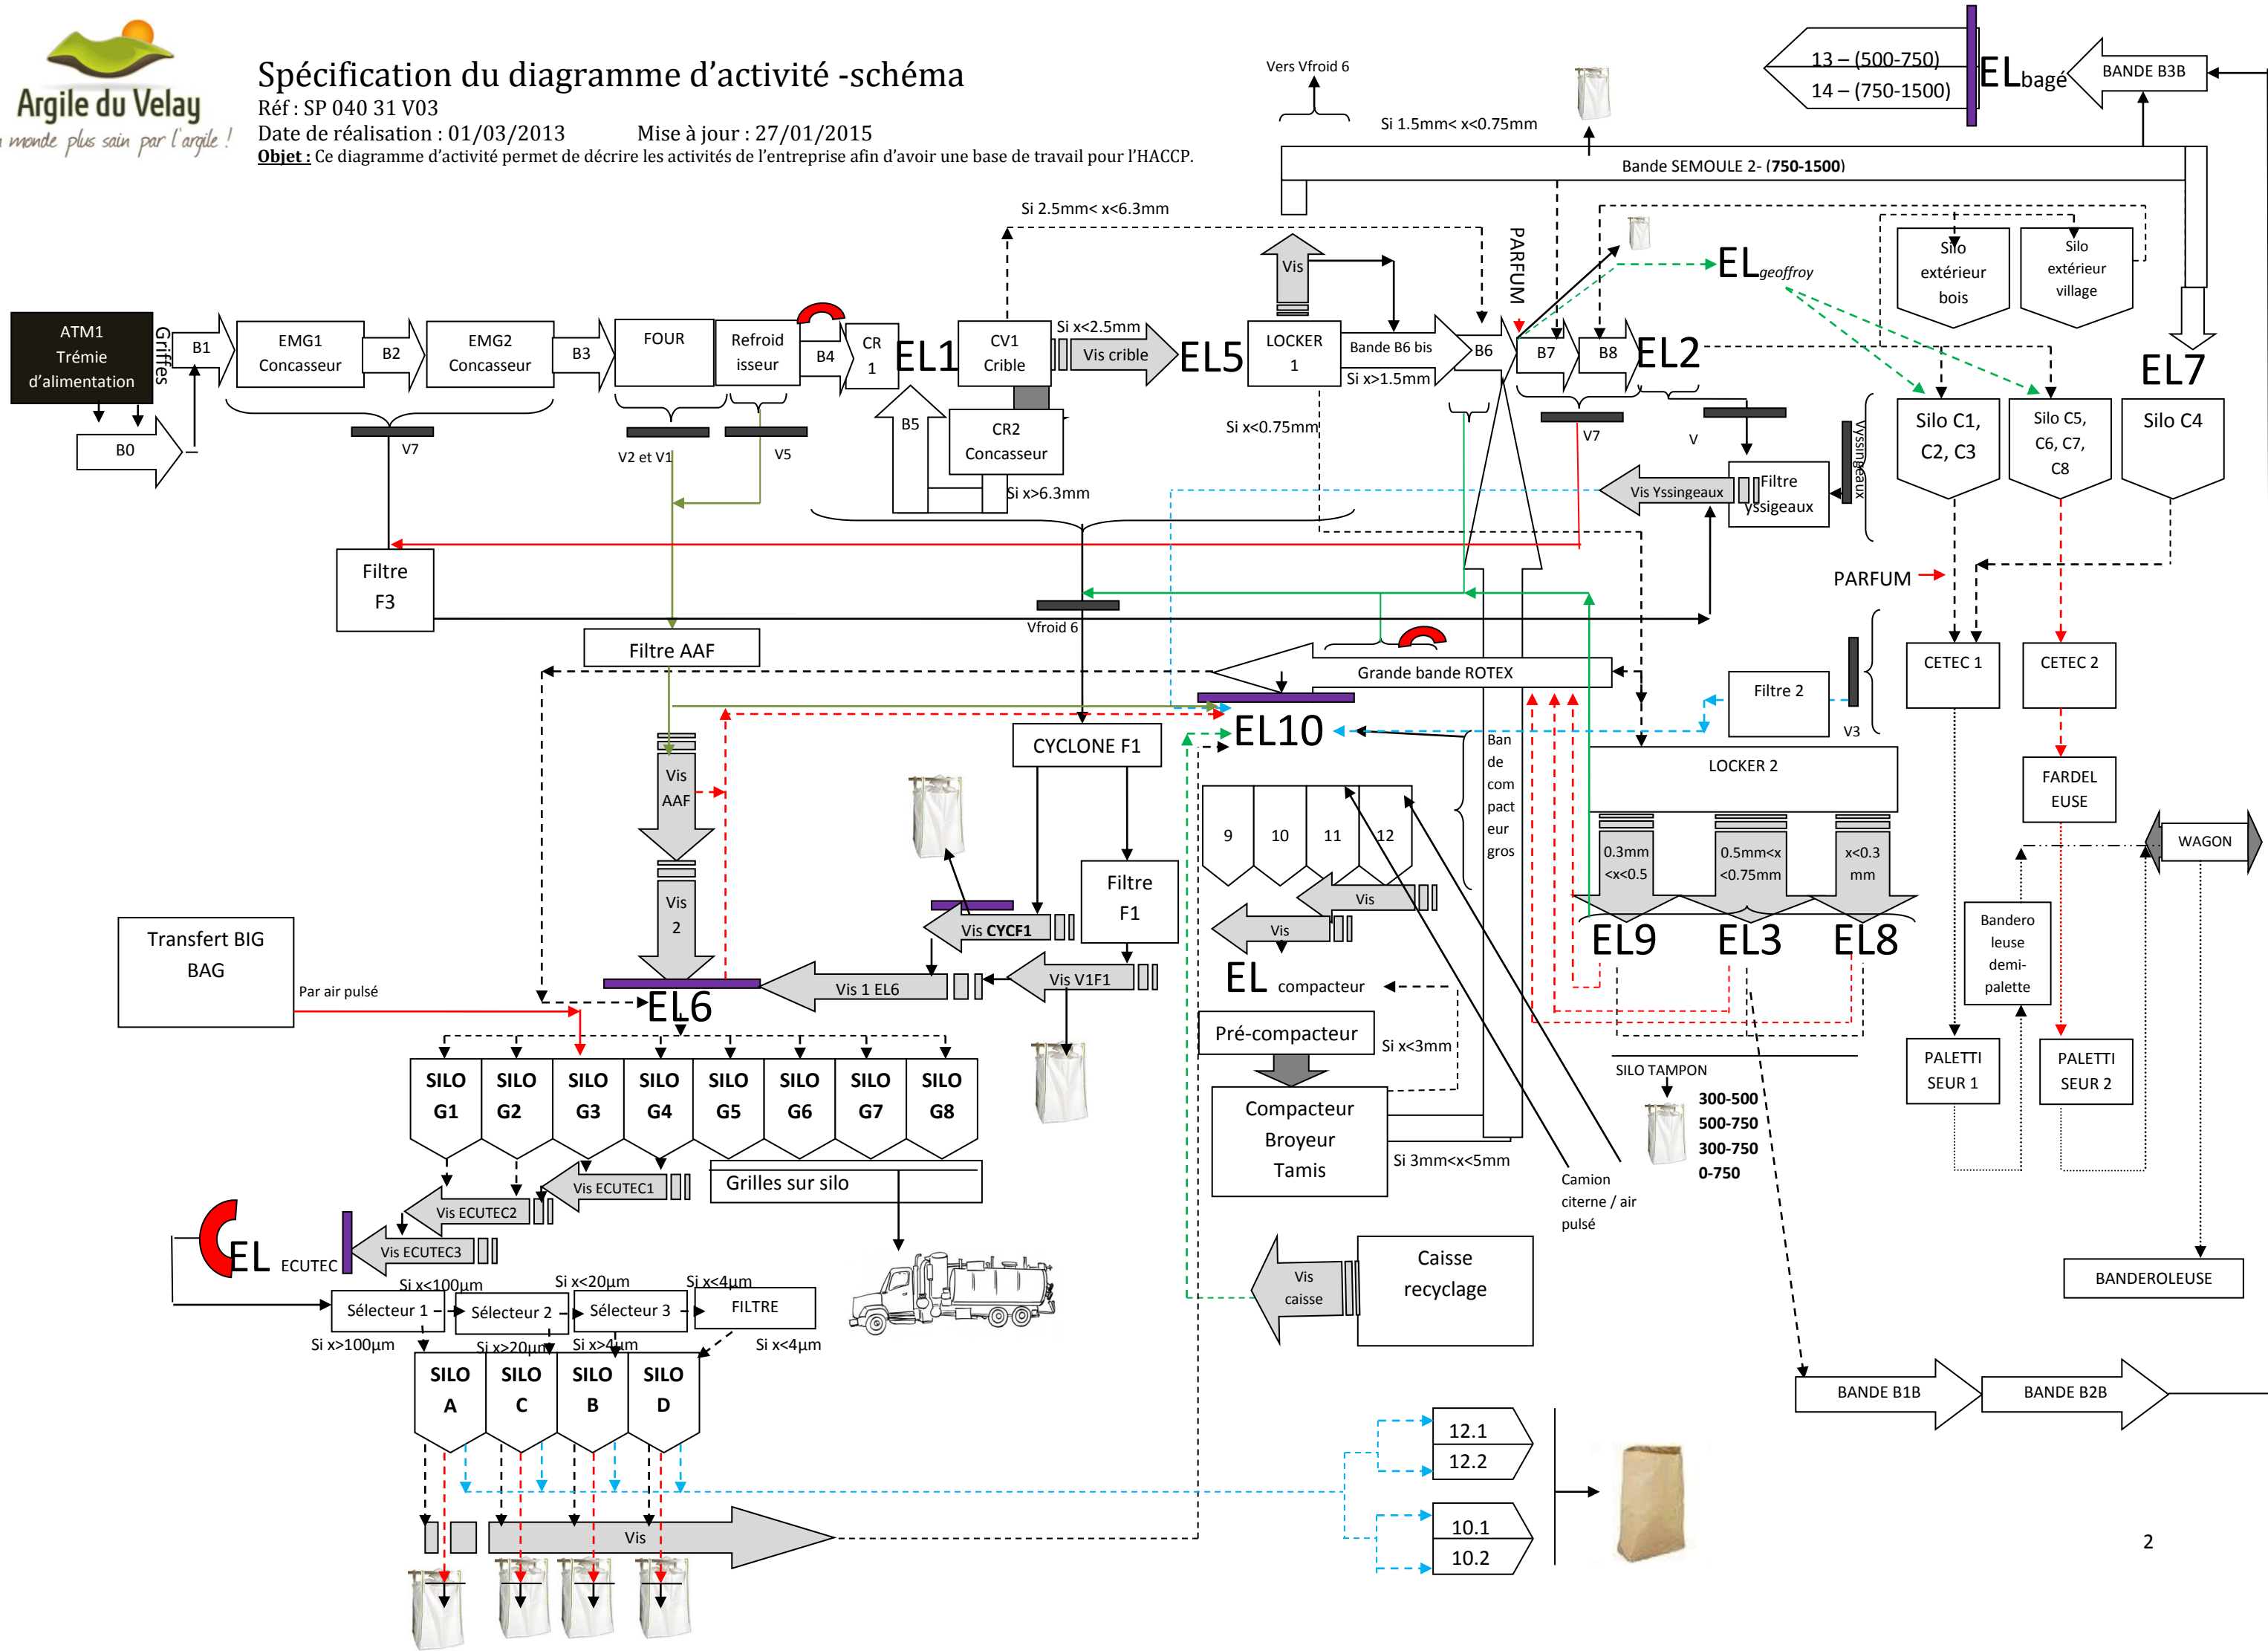 Argile du Velay
monde plus sain par l'argile !
Spécification du diagramme d'activité -schéma
Réf : SP 040 31 V03
Date de réalisation : 01/03/2013 Mise à jour : 27/01/2015
Objet : Ce diagramme d'activité permet de décrire les activités de l'entreprise afin d'avoir une base de travail pour l'HACCP.
Vers Vfroid 6
Si 1.5mm< x<0.75mm
13 – (500-750)
14 – (750-1500)
ELbagé
BANDE B3B
Bande SEMOULE 2- (750-1500)
Si 2.5mm< x<6.3mm
PARFUM
EL geoffroy
Silo
extérieur
bois
Silo
extérieur
village
ATM1
Trémie
d'alimentation
Griffes
B0
B1
EMG1
Concasseur
B2
EMG2
Concasseur
B3
FOUR
Refroid
isseur
B4
CR
1
EL1
CV1
Crible
Si x<2.5mm
Vis crible
EL5
Vis
LOCKER
1
Bande B6 bis
Si x>1.5mm
B6
B7
B8
EL2
EL7
V7
V2 et V1
V5
B5
CR2
Concasseur
Si x>6.3mm
Si x<0.75mm
V7
V
Vyssingeaux
Vis Yssingeaux
Filtre
yssigeaux
Silo C1,
C2, C3
Silo C5,
C6, C7,
C8
Silo C4
Filtre
F3
Filtre AAF
Vfroid 6
PARFUM
Grande bande ROTEX
Filtre 2
V3
CETEC 1
CETEC 2
EL10
CYCLONE F1
Vis
AAF
Vis
2
Ban
de
com
pact
eur
gros
LOCKER 2
FARDEL
EUSE
WAGON
9
10
11
12
0.3mm
<x<0.5
0.5mm<x
<0.75mm
x<0.3
mm
Filtre
F1
Vis
Vis
Vis CYCF1
Vis V1F1
Vis 1 EL6
EL compacteur
EL9
EL3
EL8
Bandero
leuse
demi-
palette
Transfert BIG
BAG
Par air pulsé
EL6
Pré-compacteur
Si x<3mm
Compacteur
Broyeur
Tamis
Si 3mm<x<5mm
SILO
G1
SILO
G2
SILO
G3
SILO
G4
SILO
G5
SILO
G6
SILO
G7
SILO
G8
SILO TAMPON
300-500
500-750
300-750
0-750
PALETTI
SEUR 1
PALETTI
SEUR 2
Camion
citerne / air
pulsé
Grilles sur silo
Vis ECUTEC1
Vis ECUTEC2
Vis ECUTEC3
EL ECUTEC
Vis
caisse
Caisse
recyclage
BANDEROLEUSE
Si x<100µm
Si x<20µm
Si x<4µm
Sélecteur 1
Sélecteur 2
Sélecteur 3
FILTRE
Si x>100µm
Si x>20µm
Si x>4µm
Si x<4µm
SILO
A
SILO
C
SILO
B
SILO
D
BANDE B1B
BANDE B2B
12.1
12.2
10.1
10.2
Vis
2